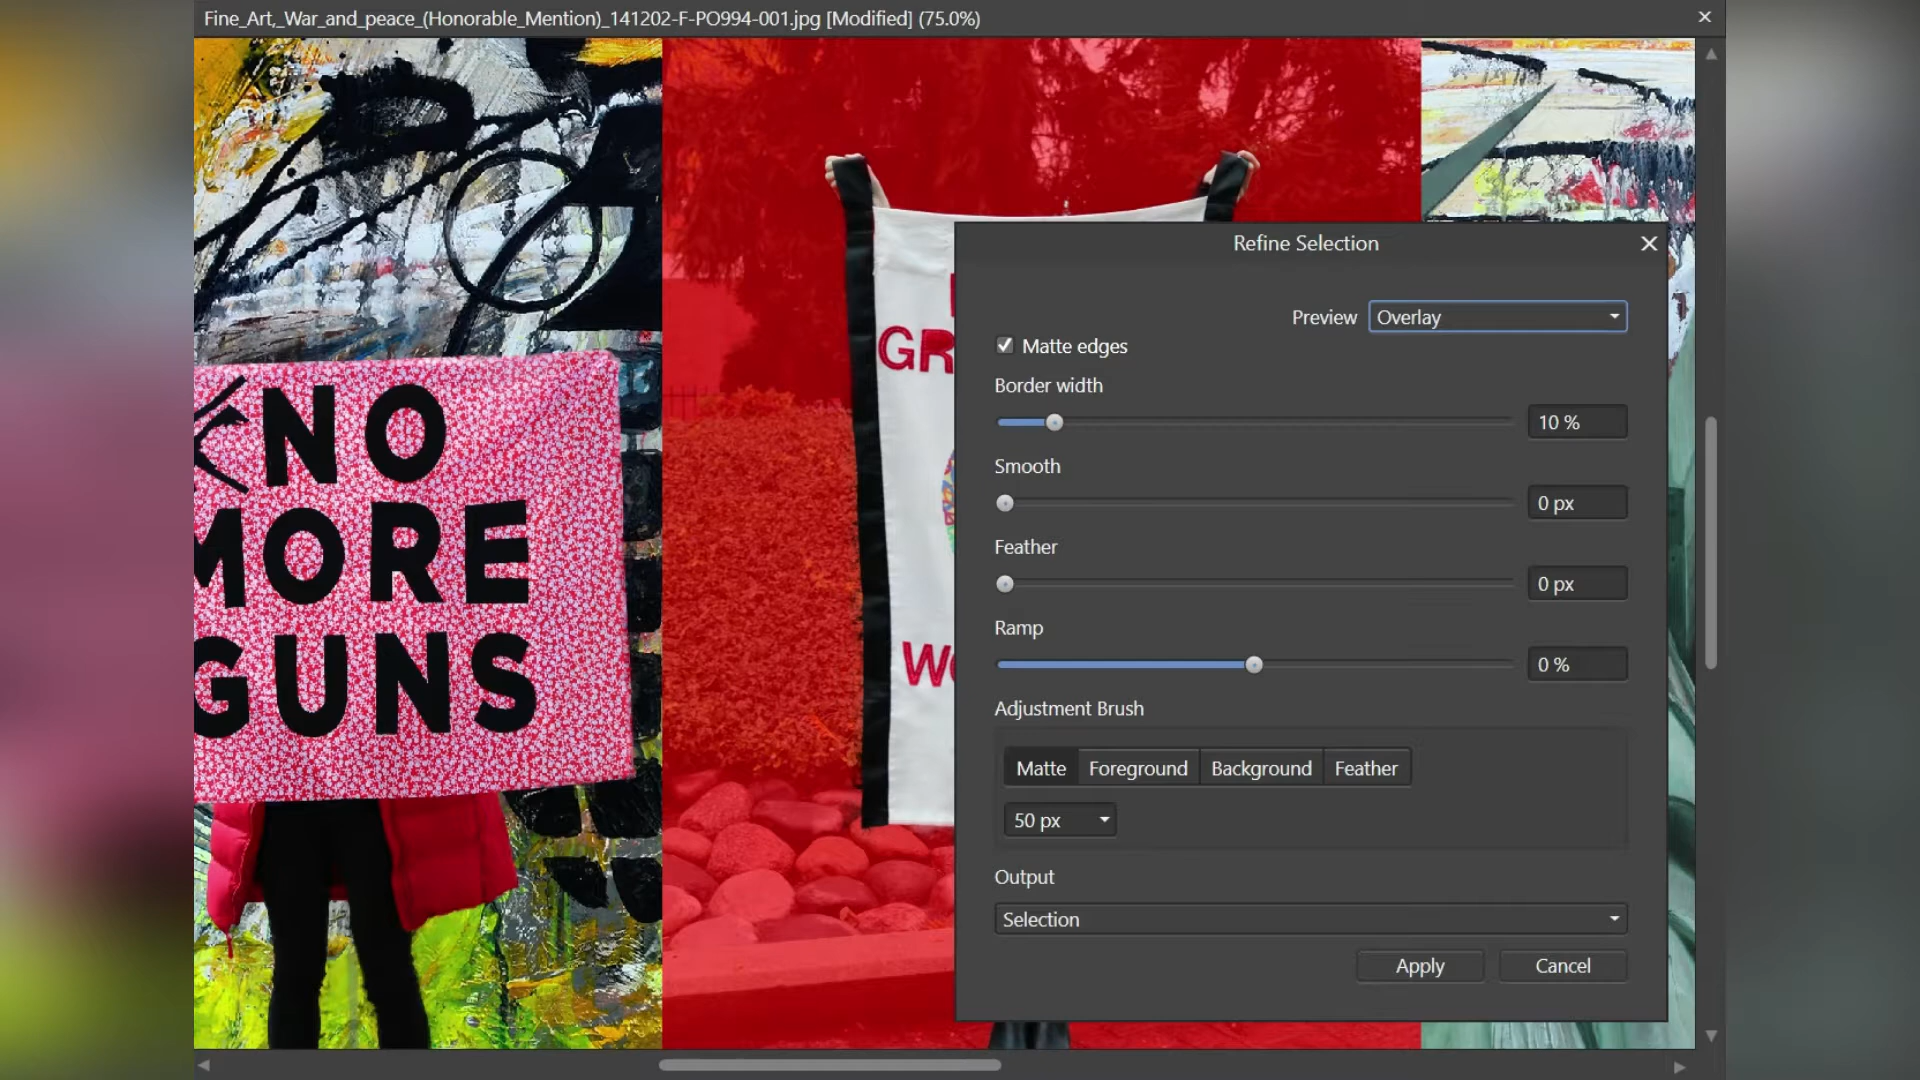 Fine_Art,_War_and_peace_(Honorable_Mention)_141202-F-PO994-001.jpg [Modified] (75.0%)
NO
MORE
GUNS
GR
W
Refine Selection
Preview Overlay
Matte edges
Border width
10 %
Smooth
0 px
Feather
0 px
Ramp
0 %
Adjustment Brush
Matte Foreground Background Feather
50 px
Output
Selection
Apply Cancel